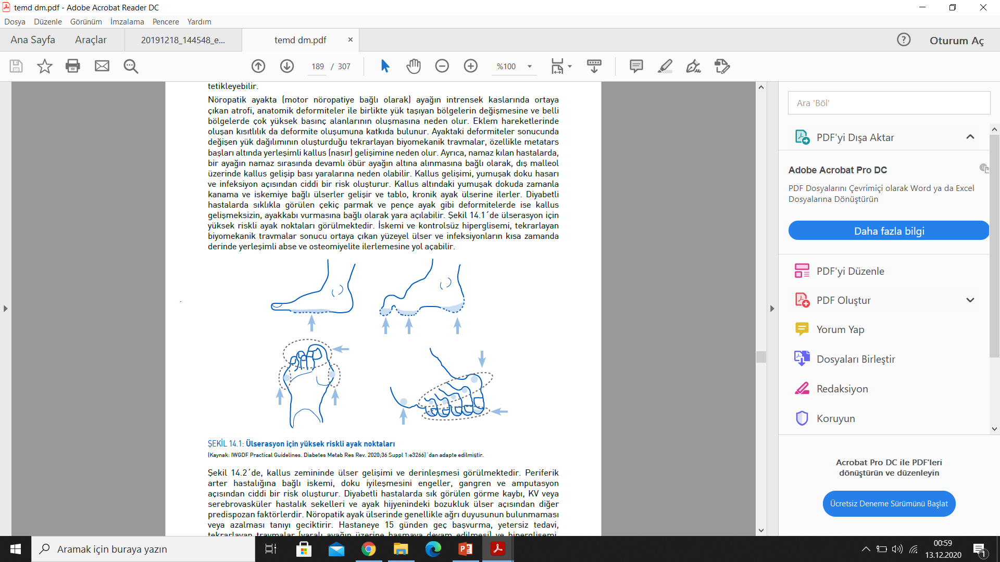 temd dm.pdf - Adobe Acrobat Reader DC
Dosya Düzenle Görünüm İmzalama Pencere Yardım
Ana Sayfa Araçlar 20191218_144548_e... temd dm.pdf × ? Oturum Aç
189 / 307 %100
tetikleyebilir.
Nöropatik ayakta (motor nöropatiye bağlı olarak) ayağın intrensek kaslarında ortaya
çıkan atrofi, anatomik deformiteler ile birlikte yük taşıyan bölgelerin değişmesine ve belli
bölgelerde çok yüksek basınç alanlarının oluşmasına neden olur. Eklem hareketlerinde
oluşan kısıtlılık da deformite oluşumuna katkıda bulunur. Ayaktaki deformiteler sonucunda
değişen yük dağılımının oluşturduğu tekrarlayan biyomekanik travmalar, özellikle metatars
başları altında yerleşimli kallus (nasır) gelişimine neden olur. Ayrıca, namaz kılan hastalarda,
bir ayağın namaz sırasında devamlı öbür ayağın altına alınmasına bağlı olarak, dış malleol
üzerinde kallus gelişip bası yaralarına neden olabilir. Kallus gelişimi, yumuşak doku hasarı
ve infeksiyon açısından ciddi bir risk oluşturur. Kallus altındaki yumuşak dokuda zamanla
kanama ve iskemiye bağlı ülserler gelişir ve tablo, kronik ayak ülserine ilerler. Diyabetli
hastalarda sıklıkla görülen çekiç parmak ve pençe ayak gibi deformitelerde ise kallus
gelişmeksizin, ayakkabı vurmasına bağlı olarak yara açılabilir. Şekil 14.1´de ülserasyon için
yüksek riskli ayak noktaları görülmektedir. İskemi ve kontrolsüz hiperglisemi, tekrarlayan
biyomekanik travmalar sonucu ortaya çıkan yüzeyel ülser ve infeksiyonların kısa zamanda
derinde yerleşimli abse ve osteomiyelite ilerlemesine yol açabilir.
ŞEKİL 14.1: Ülserasyon için yüksek riskli ayak noktaları
(Kaynak: IWGDF Practical Guidelines. Diabetes Metab Res Rev. 2020;36 Suppl 1:e3266)´dan adapte edilmiştir.
Şekil 14.2´de, kallus zemininde ülser gelişimi ve derinleşmesi görülmektedir. Periferik
arter hastalığına bağlı iskemi, doku iyileşmesini engeller, gangren ve amputasyon
açısından ciddi bir risk oluşturur. Diyabetli hastalarda sık görülen görme kaybı, KV veya
serebrovasküler hastalık sekelleri ve ayak hijyenindeki bozukluk ülser açısından diğer
predispozan faktörlerdir. Nöropatik ayak ülserinde genellikle ağrı duyusunun bulunmaması
veya azalması tanıyı geciktirir. Hastaneye 15 günden geç başvurma, yetersiz tedavi,
tekrarlayan travmalar (yaralı ayağın üzerine basmaya devam edilmesi) ve hiperglisemi,
Ara 'Böl'
PDF'yi Dışa Aktar
Adobe Acrobat Pro DC
PDF Dosyalarını Çevrimiçi olarak Word ya da Excel
Dosyalarına Dönüştürün
Daha fazla bilgi
PDF'yi Düzenle
PDF Oluştur
Yorum Yap
Dosyaları Birleştir
Redaksiyon
Koruyun
Acrobat Pro DC ile PDF'leri
dönüştürün ve düzenleyin
Ücretsiz Deneme Sürümünü Başlat
Aramak için buraya yazın
00:59
13.12.2020
1